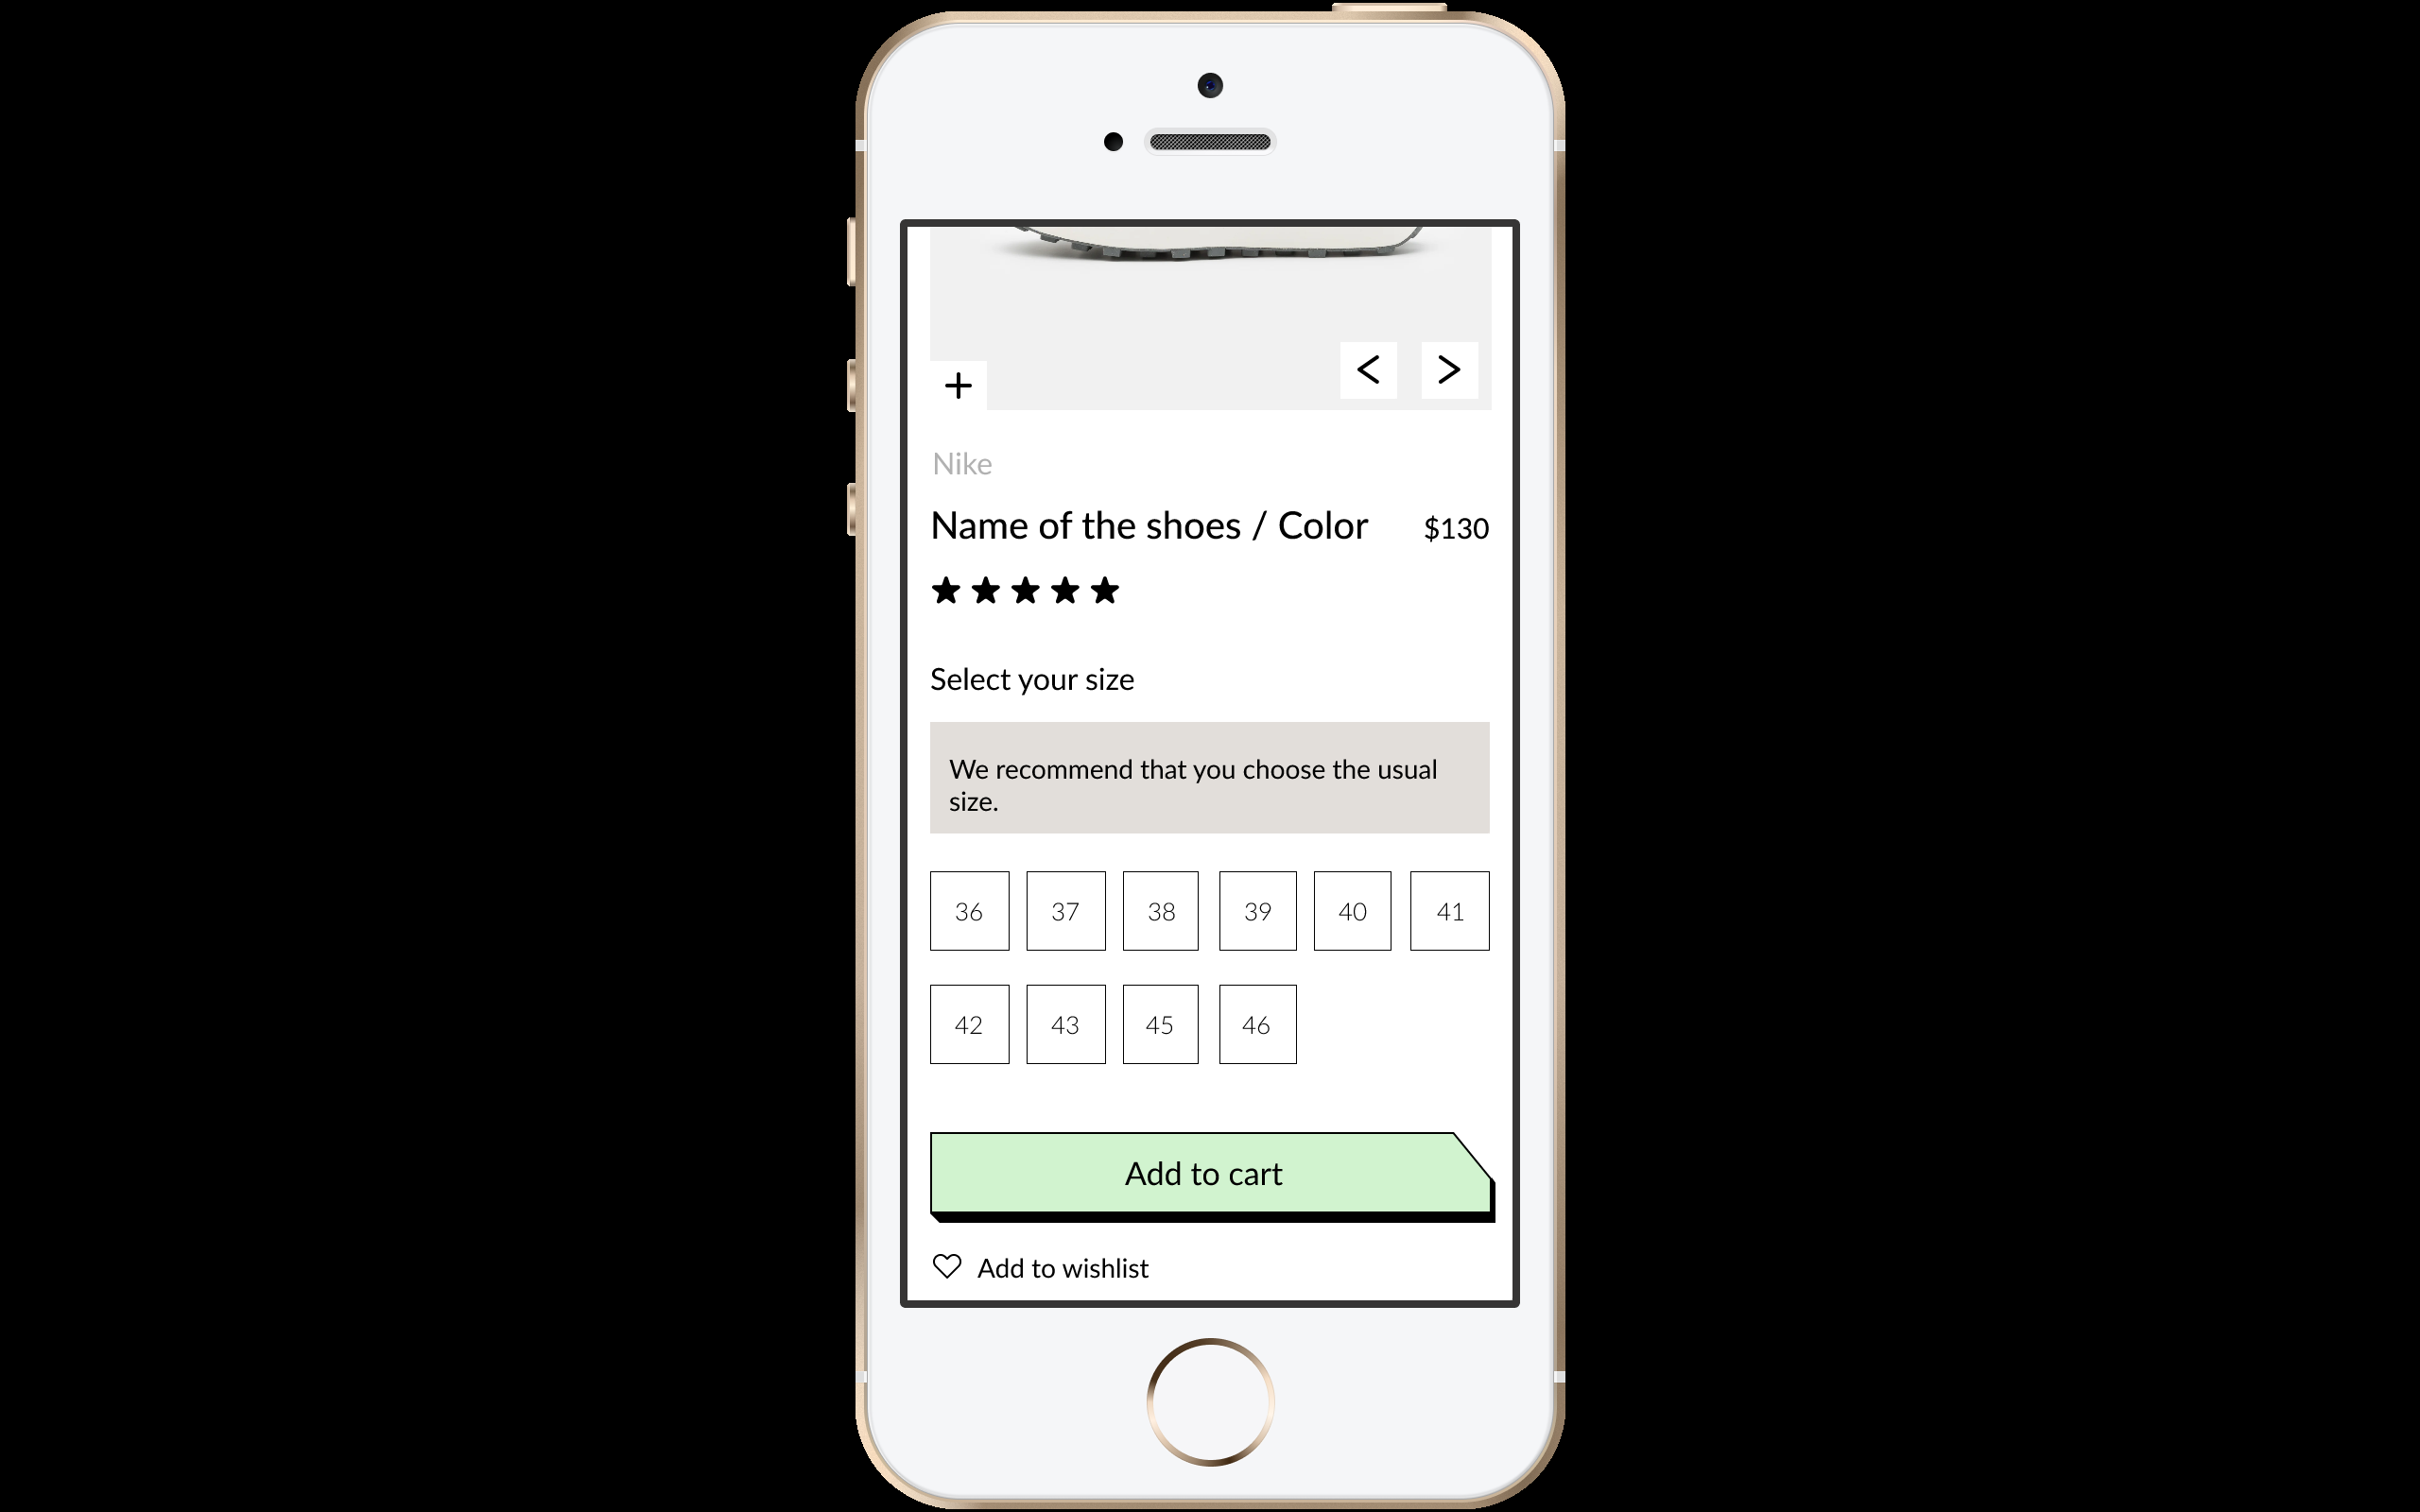 Nike
Name of the shoes / Color $130
Select your size
We recommend that you choose the usual
size.
36 37 38 39 40 41
42 43 45 46
Add to cart
Add to wishlist